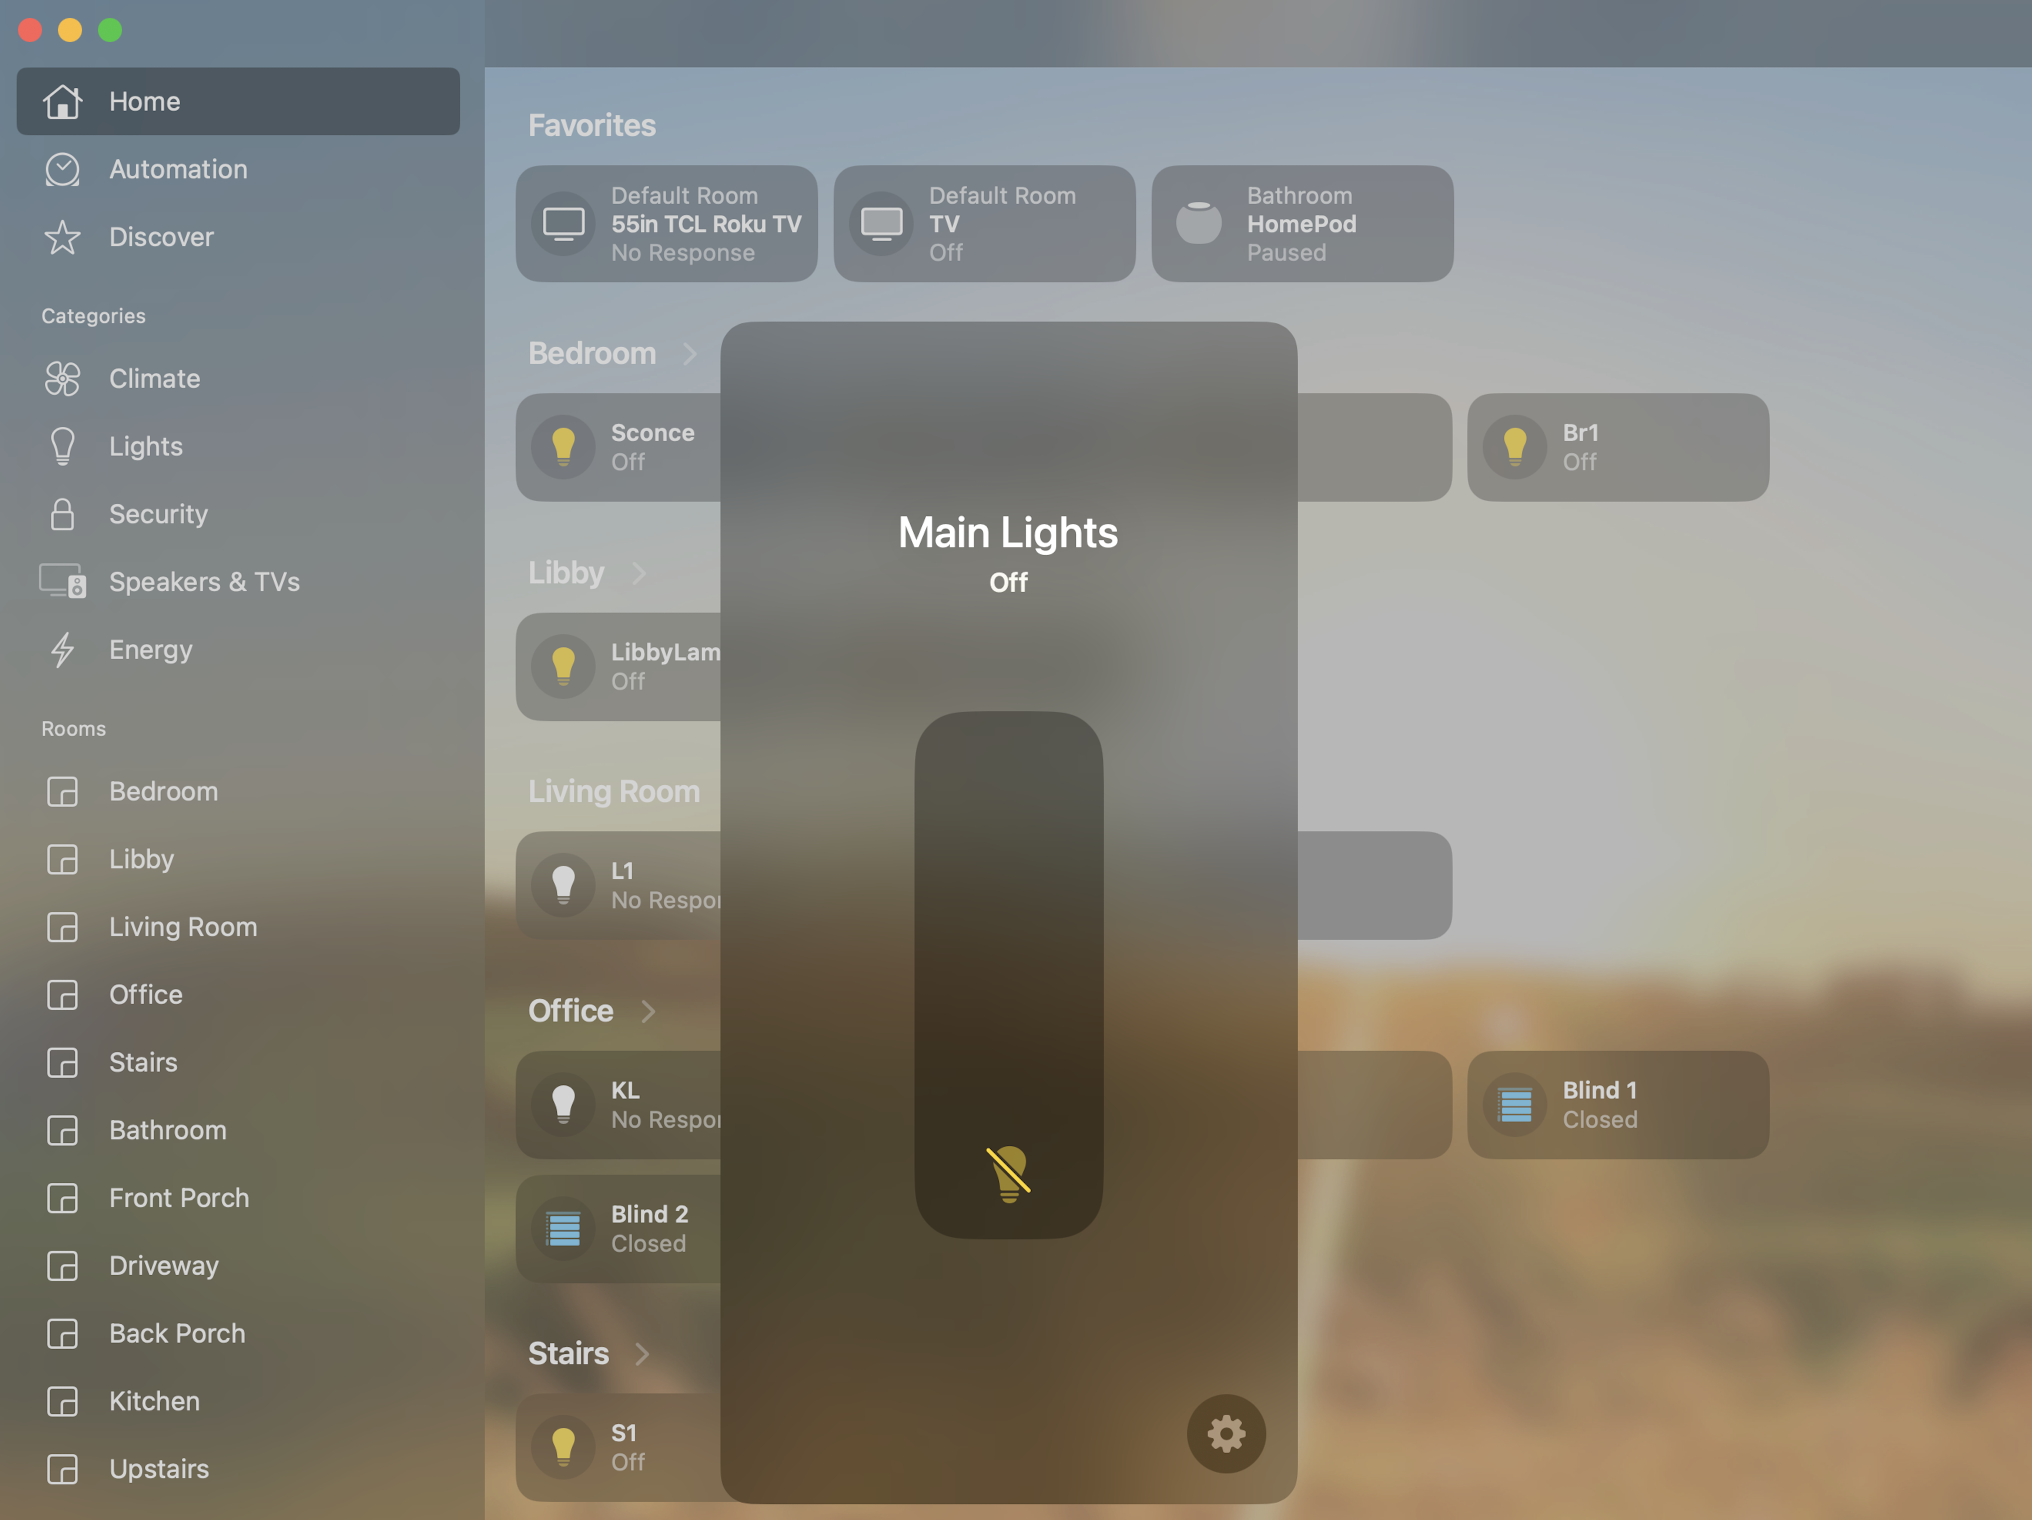 Home
Automation
Discover
Categories
Climate
Lights
Security
Speakers & TVs
Energy
Rooms
Bedroom
Libby
Living Room
Office
Stairs
Bathroom
Front Porch
Driveway
Back Porch
Kitchen
Upstairs
Favorites
Default Room
55in TCL Roku TV
No Response
Default Room
TV
Off
Bathroom
HomePod
Paused
Bedroom
Sconce
Off
Br1
Off
Libby
LibbyLam
Off
Living Room
L1
No Respon
Office
KL
No Respon
Blind 1
Closed
Blind 2
Closed
Stairs
S1
Off
Main Lights
Off